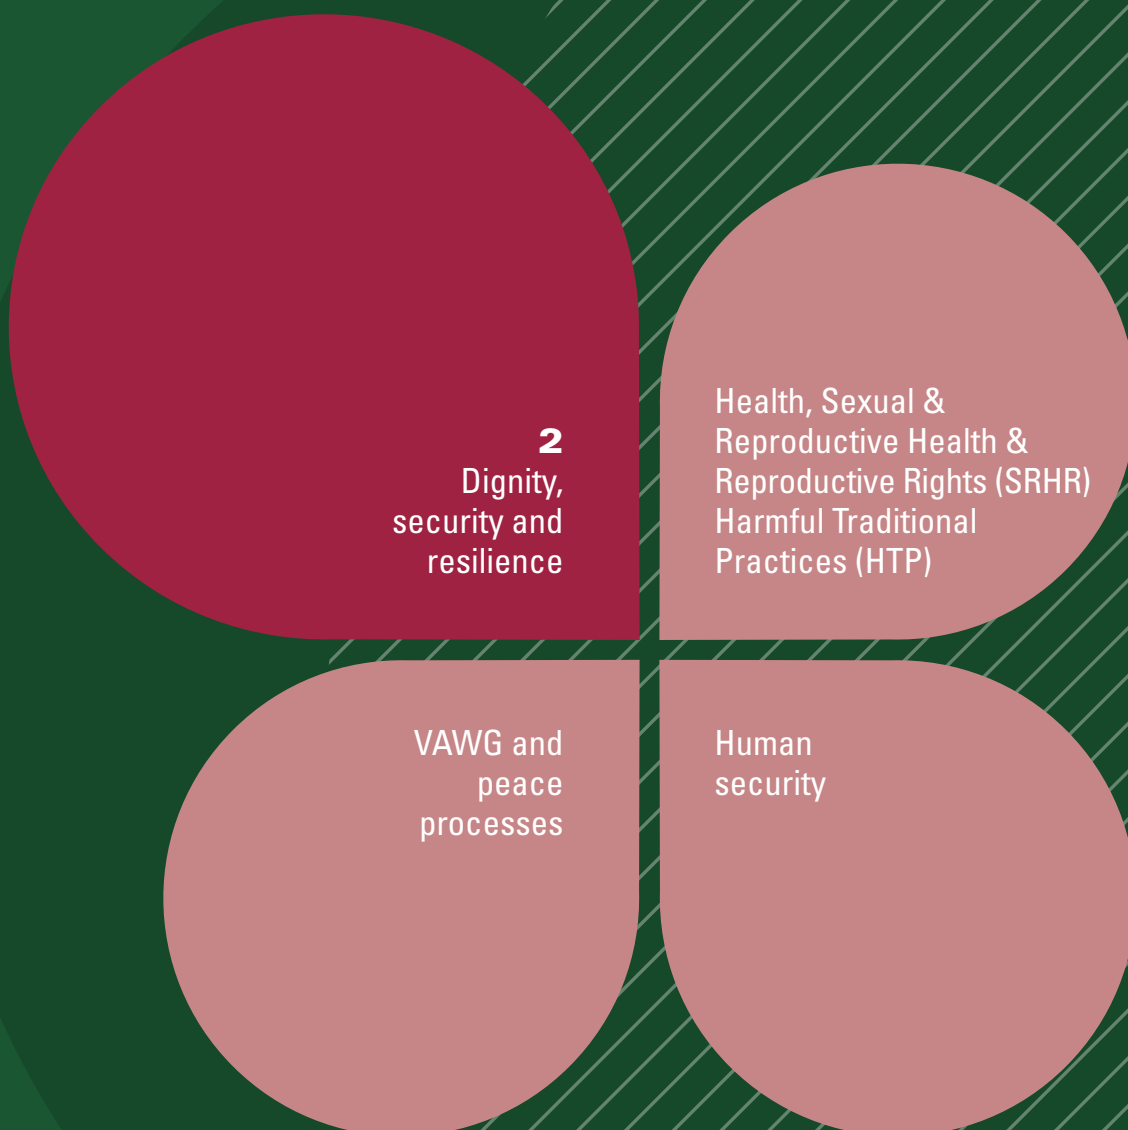 2
Dignity,
security and
resilience
Health, Sexual &
Reproductive Health &
Reproductive Rights (SRHR)
Harmful Traditional
Practices (HTP)
VAWG and
peace
processes
Human
security